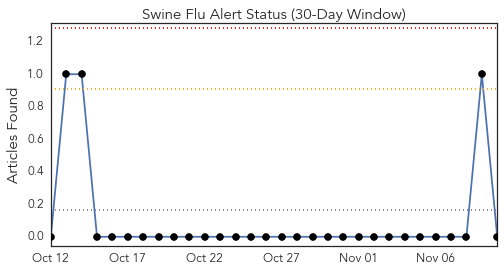 Swine Flu Alert Status (30-Day Window)
Articles Found
1.2
1.0
0.8
0.6
0.4
0.2
0.0
Oct 12 Oct 17 Oct 22 Oct 27 Nov 01 Nov 06